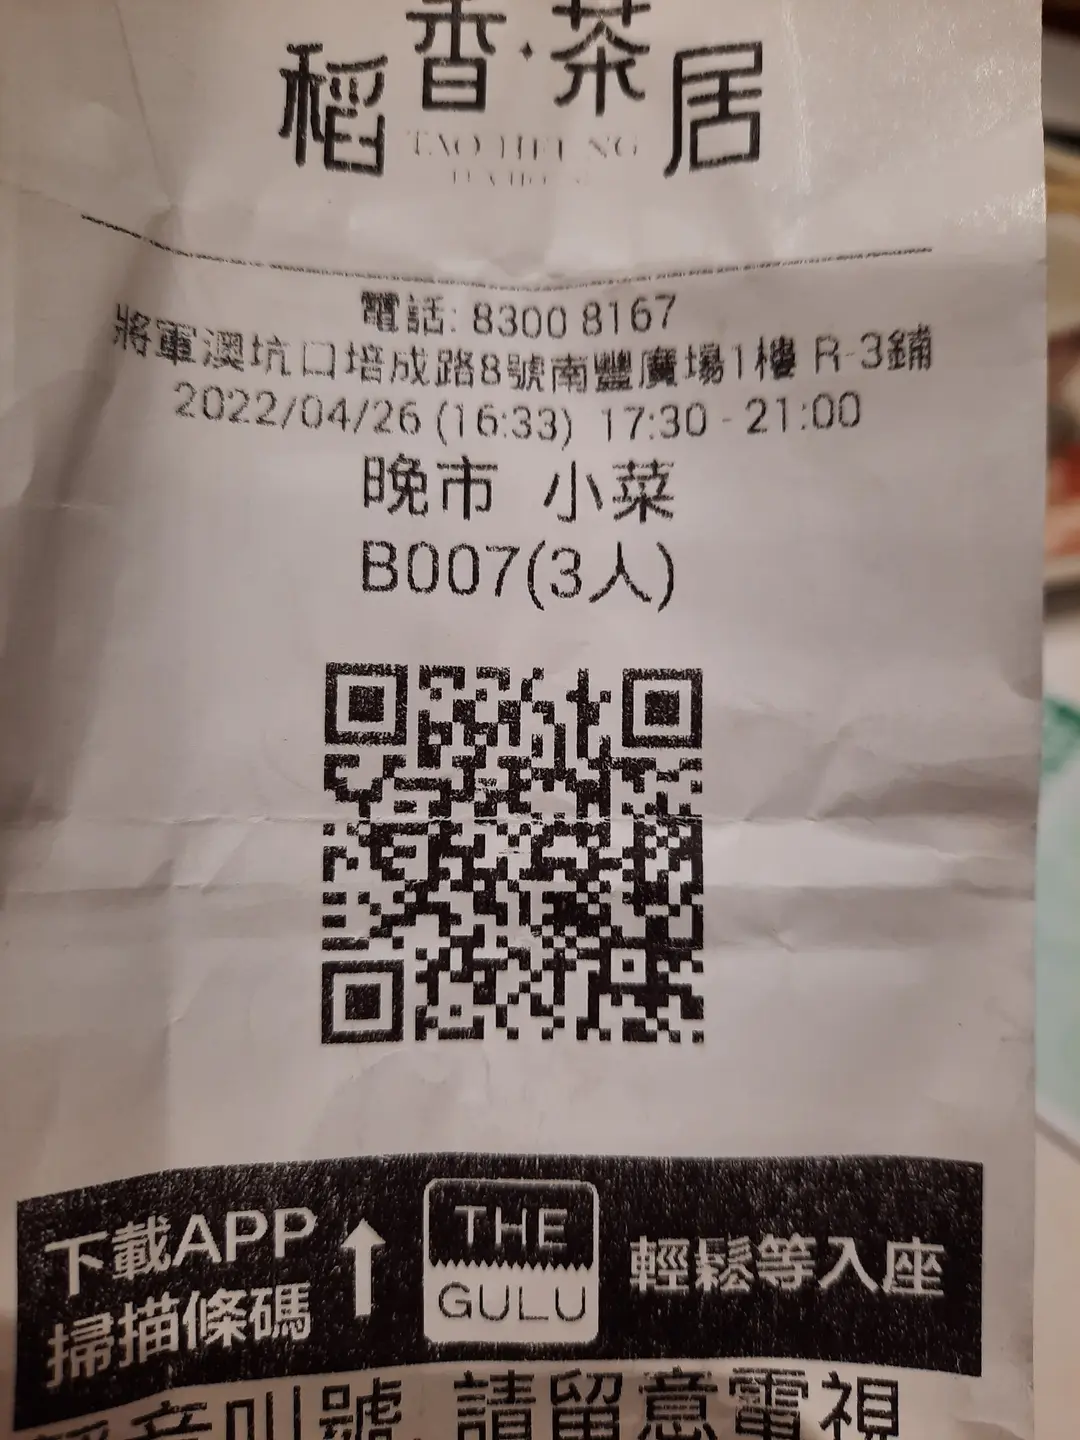 稻香·茶居
TAO HEUNG
電話: 8300 8167
將軍澳坑口培成路8號南豐廣場1樓 R-3鋪
2022/04/26 (16:33) 17:30 - 21:00
晚市 小菜
B007(3人)
下載APP
掃描條碼
THE
GULU
輕鬆等入座
叫號, 請留意電視